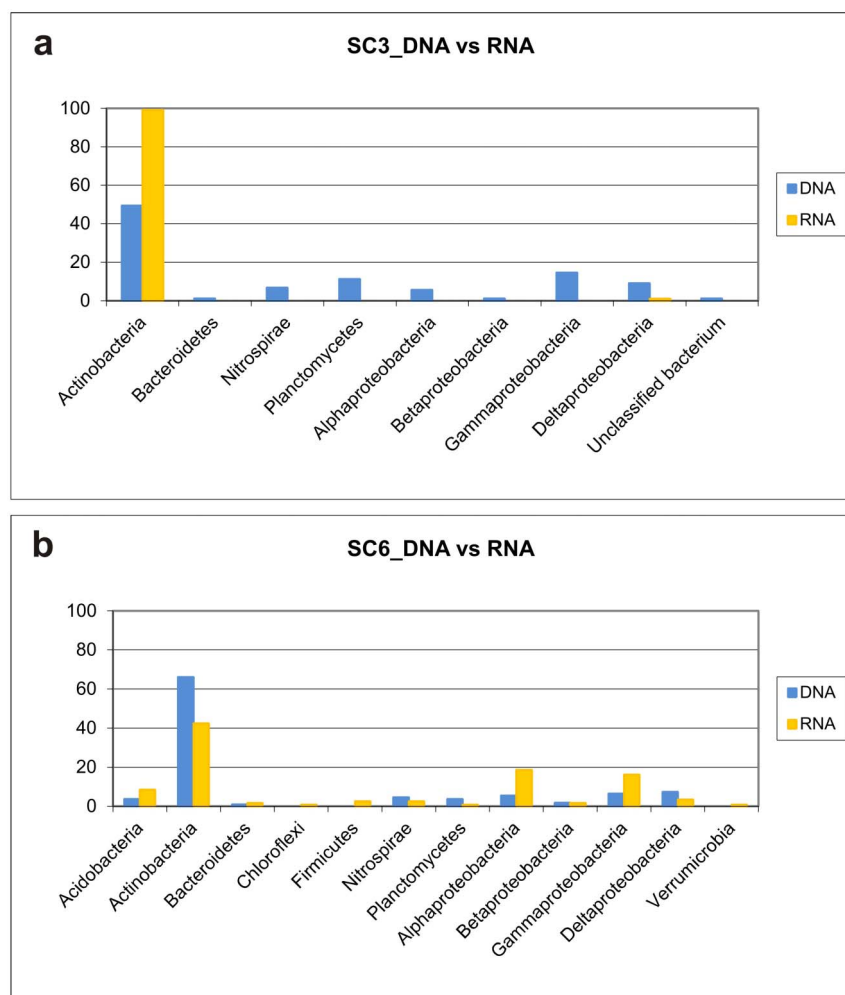 a
SC3_DNA vs RNA
100
80
60
40
20
0
Actinobacteria
Bacteroidetes
Nitrospirae
Planctomycetes
Alphaproteobacteria
Betaproteobacteria
Gammaproteobacteria
Deltaproteobacteria
Unclassified bacterium
DNA
RNA
b
SC6_DNA vs RNA
100
80
60
40
20
0
Acidobacteria
Actinobacteria
Bacteroidetes
Chloroflexi
Firmicutes
Nitrospirae
Planctomycetes
Alphaproteobacteria
Betaproteobacteria
Gammaproteobacteria
Deltaproteobacteria
Verrumicrobia
DNA
RNA